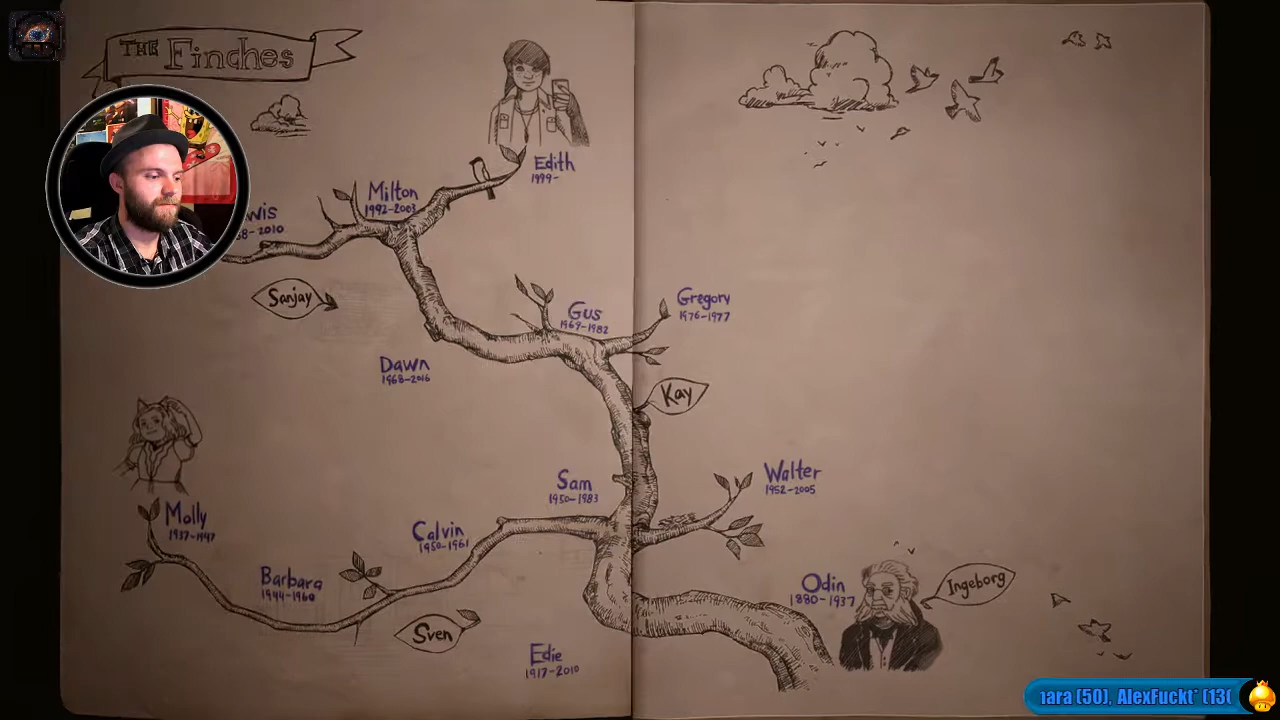 THE Finches
Edith
1999-
Milton
1992-2003
wis
8-2010
Sanjay
Gus
1969-1982
Gregory
1976-1977
Dawn
1968-2016
Kay
Sam
1950-1983
Walter
1952-2005
Molly
1937-1947
Calvin
1950-1961
Barbara
1944-1960
Odin
1880-1937
Ingeborg
Sven
Edie
1917-2010
nara (50), AlexFuckt* (13(